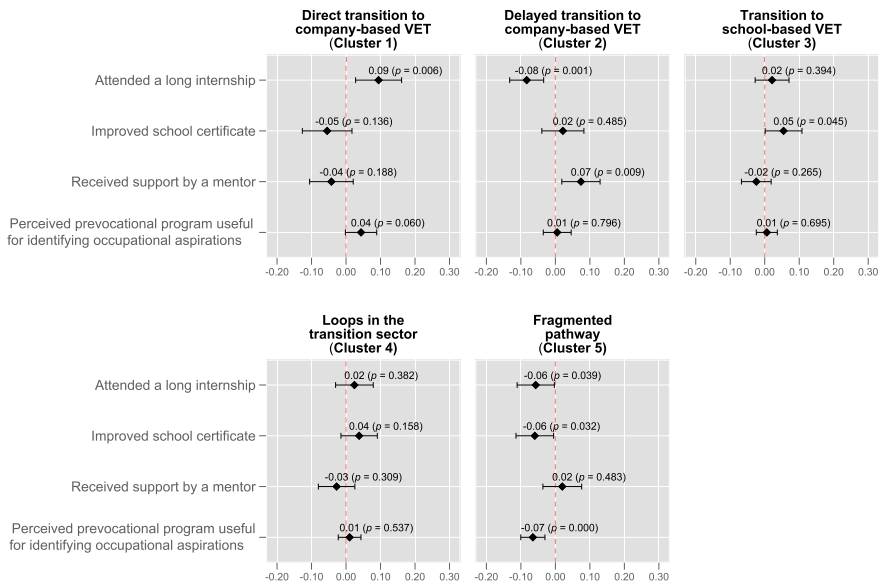 Direct transition to
company-based VET
(Cluster 1)
Delayed transition to
company-based VET
(Cluster 2)
Transition to
school-based VET
(Cluster 3)
Attended a long internship
0.09 (p = 0.006)
-0.08 (p = 0.001)
0.02 (p = 0.394)
Improved school certificate
-0.05 (p = 0.136)
0.02 (p = 0.485)
0.05 (p = 0.045)
Received support by a mentor
-0.04 (p = 0.188)
0.07 (p = 0.009)
-0.02 (p = 0.265)
Perceived prevocational program useful
for identifying occupational aspirations
0.04 (p = 0.060)
0.01 (p = 0.796)
0.01 (p = 0.695)
-0.20 -0.10 0.00 0.10 0.20 0.30
-0.20 -0.10 0.00 0.10 0.20 0.30
-0.20 -0.10 0.00 0.10 0.20 0.30
Loops in the
transition sector
(Cluster 4)
Fragmented
pathway
(Cluster 5)
Attended a long internship
0.02 (p = 0.382)
-0.06 (p = 0.039)
Improved school certificate
0.04 (p = 0.158)
-0.06 (p = 0.032)
Received support by a mentor
-0.03 (p = 0.309)
0.02 (p = 0.483)
Perceived prevocational program useful
for identifying occupational aspirations
0.01 (p = 0.537)
-0.07 (p = 0.000)
-0.20 -0.10 0.00 0.10 0.20 0.30
-0.20 -0.10 0.00 0.10 0.20 0.30